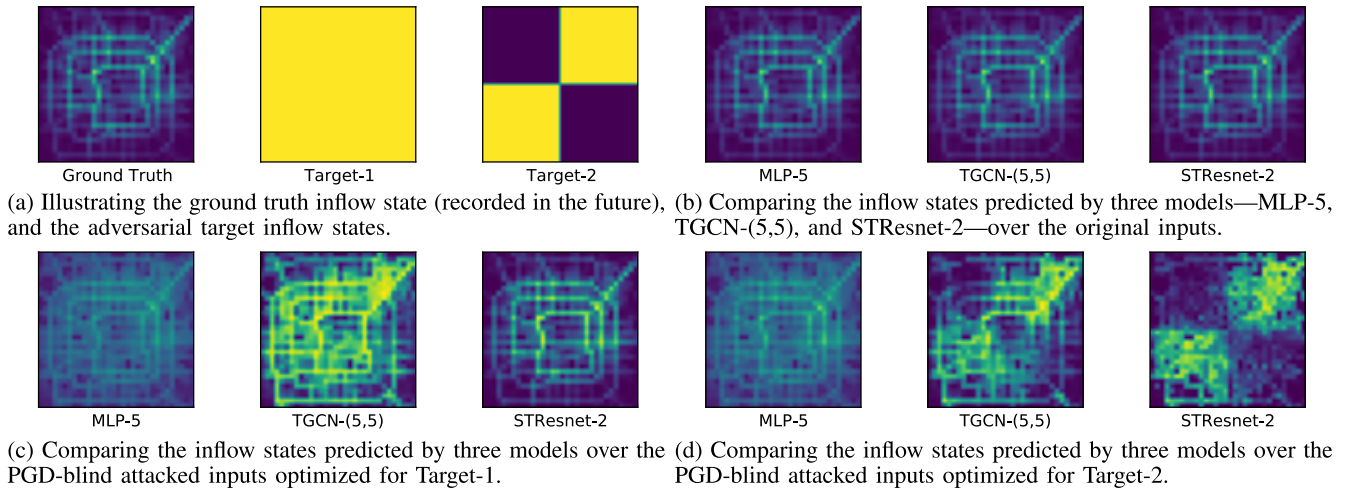 Ground Truth
Target-1
Target-2
(a) Illustrating the ground truth inflow state (recorded in the future),
and the adversarial target inflow states.
MLP-5
TGCN-(5,5)
STResnet-2
(b) Comparing the inflow states predicted by three models—MLP-5,
TGCN-(5,5), and STResnet-2—over the original inputs.
MLP-5
TGCN-(5,5)
STResnet-2
(c) Comparing the inflow states predicted by three models over the
PGD-blind attacked inputs optimized for Target-1.
MLP-5
TGCN-(5,5)
STResnet-2
(d) Comparing the inflow states predicted by three models over the
PGD-blind attacked inputs optimized for Target-2.